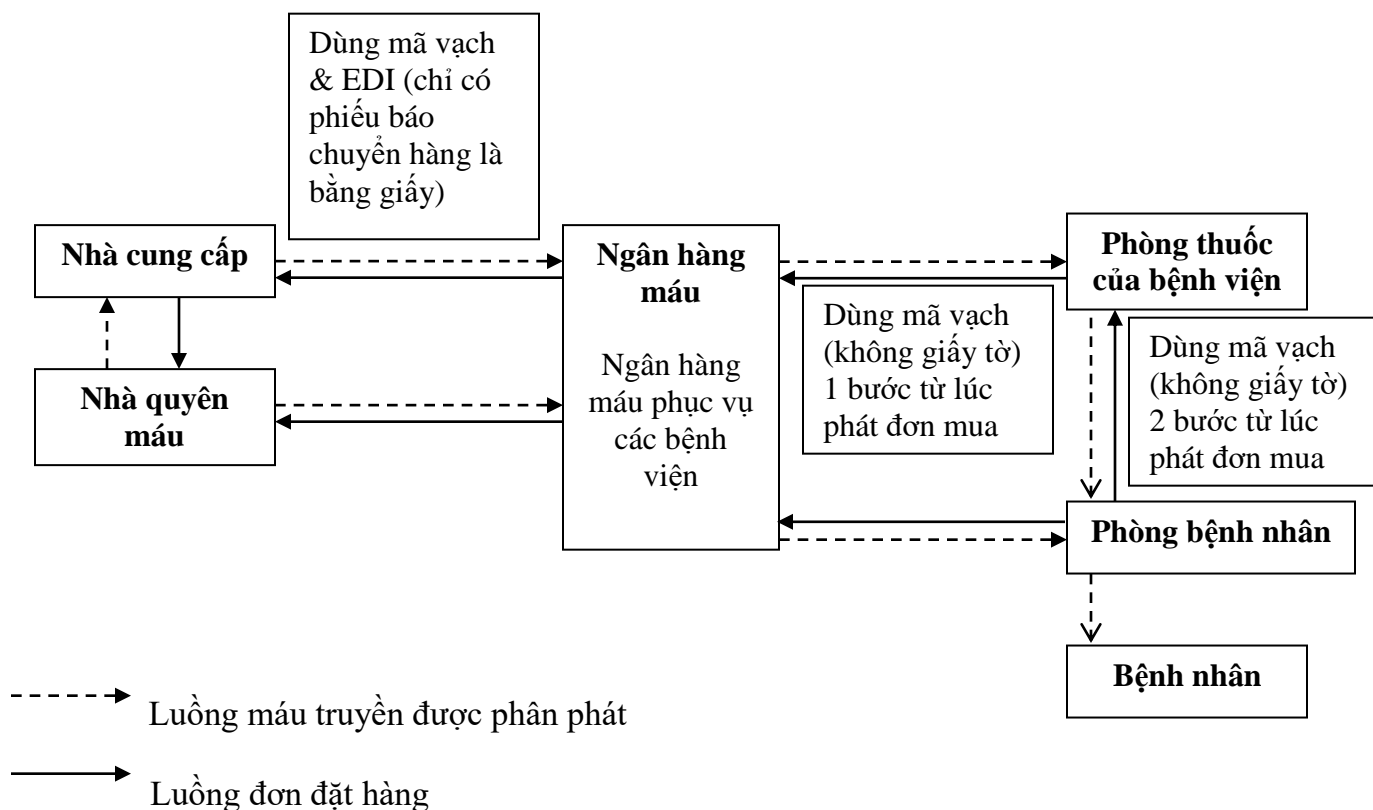 Dùng mã vạch
& EDI (chỉ có
phiếu báo
chuyển hàng là
bằng giấy)
Nhà cung cấp
Ngân hàng
máu
Ngân hàng
máu phục vụ
các bệnh
viện
Phòng thuốc
của bệnh viện
Nhà quyên
máu
Dùng mã vạch
(không giấy tờ)
1 bước từ lúc
phát đơn mua
Dùng mã vạch
(không giấy tờ)
2 bước từ lúc
phát đơn mua
Phòng bệnh nhân
Bệnh nhân
Luồng máu truyền được phân phát
Luồng đơn đặt hàng